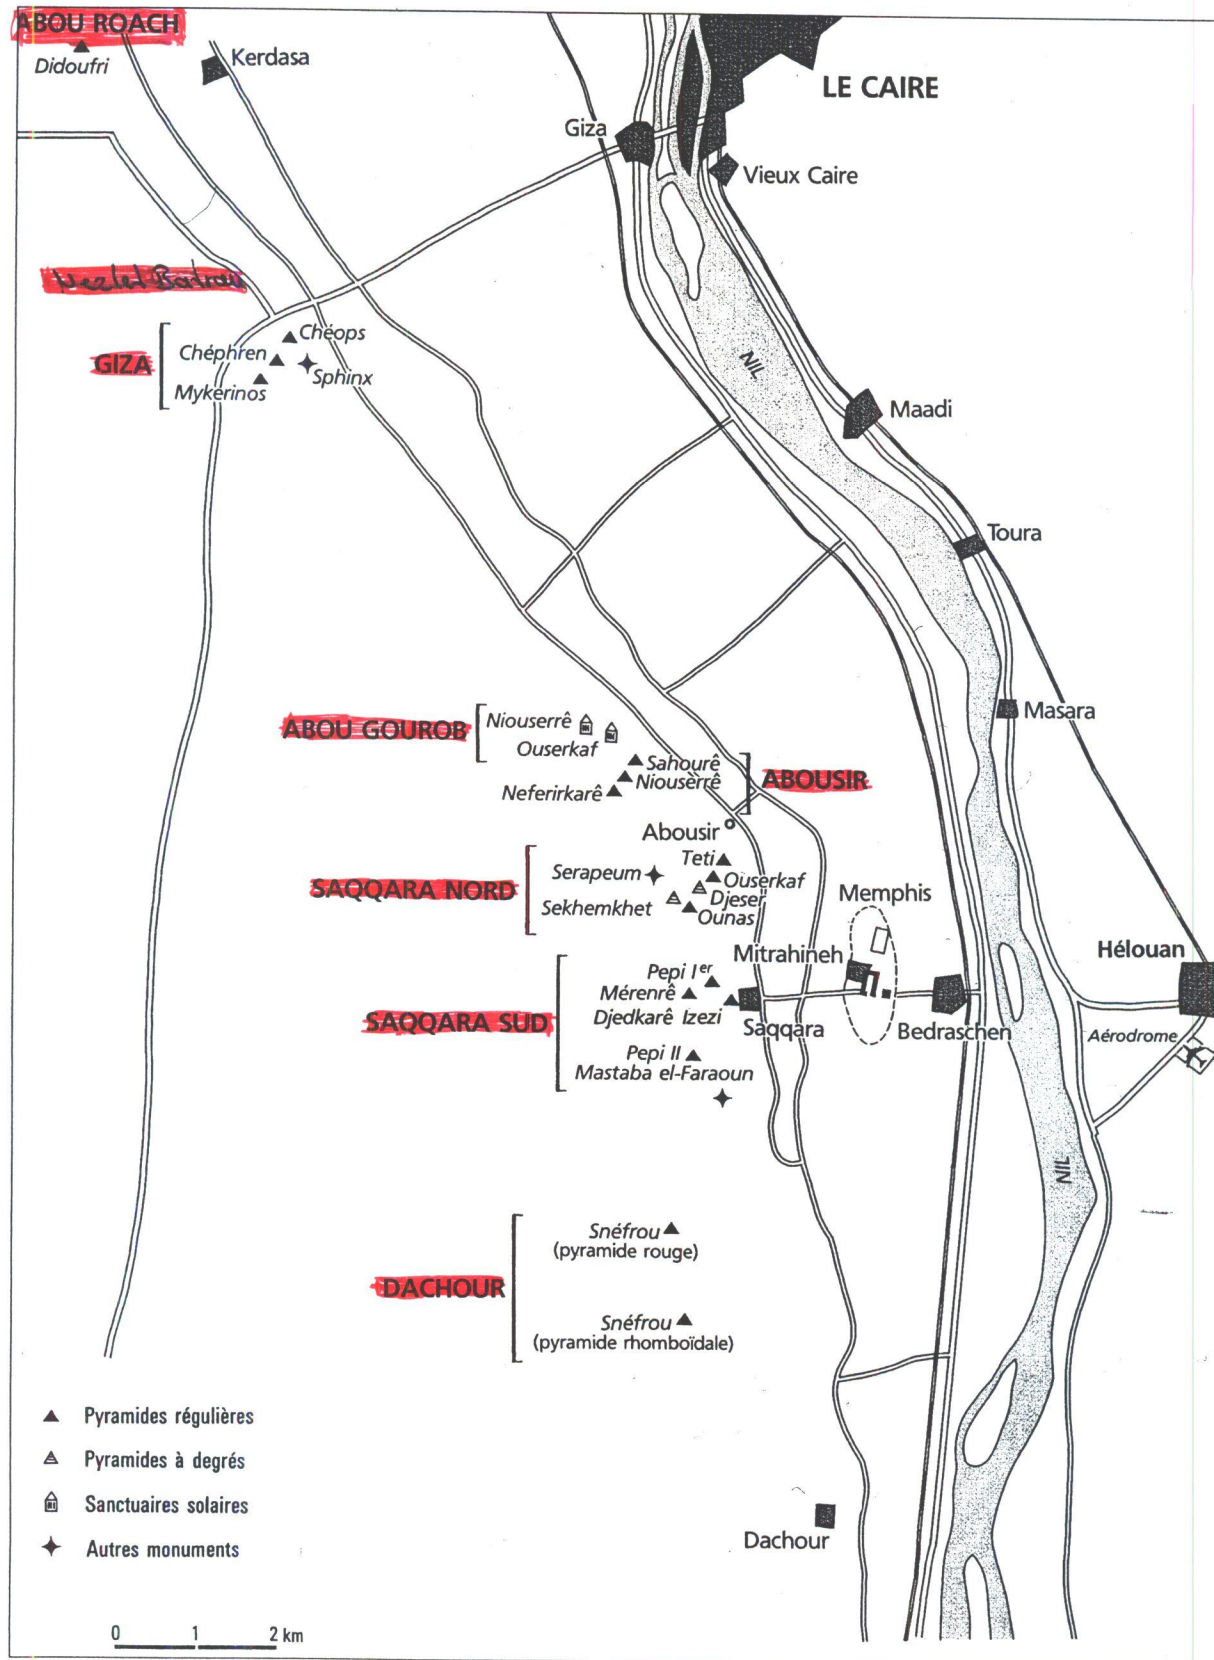 ABOU ROACH
Didoufri
Kerdasa
LE CAIRE
Giza
Vieux Caire
Nezlet Batran
GIZA
Chéops
Chéphren
Sphinx
Mykérinos
NIL
Maadi
Toura
Masara
ABOU GOUROB
Niouserrê
Ouserkaf
Sahourê
Niouserrê
Neferirkarê
ABOUSIR
Abousir
SAQQARA NORD
Teti
Serapeum
Ouserkaf
Djeser
Sekhemkhet
Ounas
Memphis
Mitrahineh
Hélouan
SAQQARA SUD
Pepi Iᵉʳ
Mérenrê
Djedkarê Izezi
Saqqara
Bedraschen
Aérodrome
Pepi II
Mastaba el-Faraoun
NIL
DACHOUR
Snéfrou
(pyramide rouge)
Snéfrou
(pyramide rhomboïdale)
Pyramides régulières
Pyramides à degrés
Sanctuaires solaires
Autres monuments
Dachour
0 1 2 km